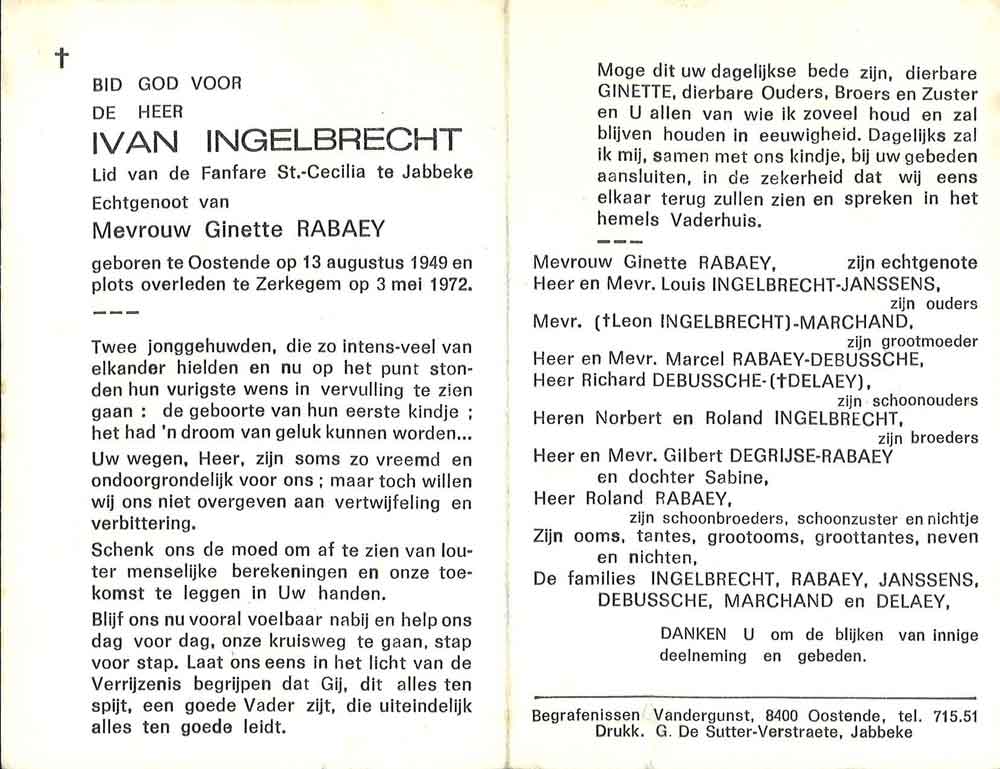 †
BID GOD VOOR
DE HEER
IVAN INGELBRECHT
Lid van de Fanfare St.-Cecilia te Jabbeke
Echtgenoot van
Mevrouw Ginette RABAEY
geboren te Oostende op 13 augustus 1949 en
plots overleden te Zerkegem op 3 mei 1972.
---
Twee jonggehuwden, die zo intens-veel van
elkander hielden en nu op het punt ston-
den hun vurigste wens in vervulling te zien
gaan : de geboorte van hun eerste kindje ;
het had 'n droom van geluk kunnen worden...
Uw wegen, Heer, zijn soms zo vreemd en
ondoorgrondelijk voor ons ; maar toch willen
wij ons niet overgeven aan vertwijfeling en
verbittering.
Schenk ons de moed om af te zien van lou-
ter menselijke berekeningen en onze toe-
komst te leggen in Uw handen.
Blijf ons nu vooral voelbaar nabij en help ons
dag voor dag, onze kruisweg te gaan, stap
voor stap. Laat ons eens in het licht van de
Verrijzenis begrijpen dat Gij, dit alles ten
spijt, een goede Vader zijt, die uiteindelijk
alles ten goede leidt.
Moge dit uw dagelijkse bede zijn, dierbare
GINETTE, dierbare Ouders, Broers en Zuster
en U allen van wie ik zoveel houd en zal
blijven houden in eeuwigheid. Dagelijks zal
ik mij, samen met ons kindje, bij uw gebeden
aansluiten, in de zekerheid dat wij eens
elkaar terug zullen zien en spreken in het
hemels Vaderhuis.
---
Mevrouw Ginette RABAEY, zijn echtgenote
Heer en Mevr. Louis INGELBRECHT-JANSSENS,
zijn ouders
Mevr. (†Leon INGELBRECHT)-MARCHAND,
zijn grootmoeder
Heer en Mevr. Marcel RABAEY-DEBUSSCHE,
Heer Richard DEBUSSCHE-(†DELAEY),
zijn schoonouders
Heren Norbert en Roland INGELBRECHT,
zijn broeders
Heer en Mevr. Gilbert DEGRIJSE-RABAEY
en dochter Sabine,
Heer Roland RABAEY,
zijn schoonbroeders, schoonzuster en nichtje
Zijn ooms, tantes, grootooms, groottantes, neven
en nichten,
De families INGELBRECHT, RABAEY, JANSSENS,
DEBUSSCHE, MARCHAND en DELAEY,
DANKEN U om de blijken van innige
deelneming en gebeden.
Begrafenissen Vandergunst, 8400 Oostende, tel. 715.51
Drukk. G. De Sutter-Verstraete, Jabbeke